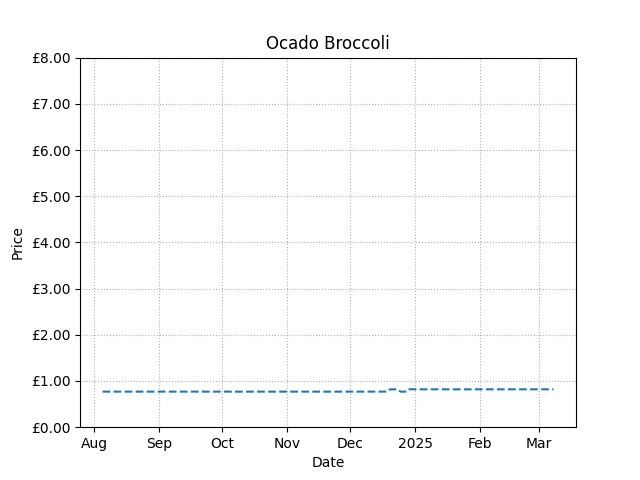 Ocado Broccoli
£8.00
£7.00
£6.00
£5.00
£4.00
£3.00
£2.00
£1.00
£0.00
Price
Aug Sep Oct Nov Dec 2025 Feb Mar
Date